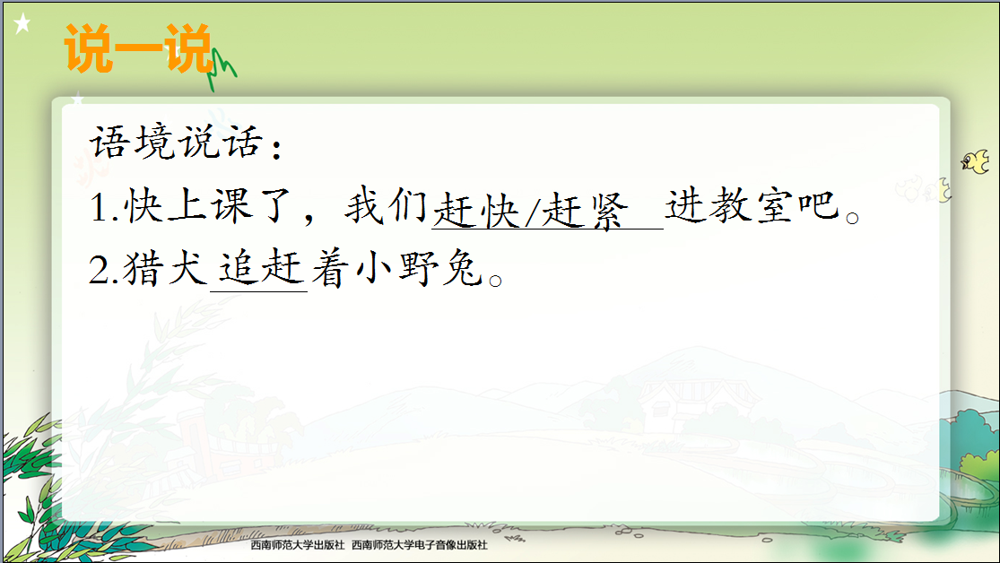 说一说
语境说话：
1.快上课了，我们赶快/赶紧 进教室吧。
2.猎犬追赶着小野兔。
西南师范大学出版社 西南师范大学电子音像出版社